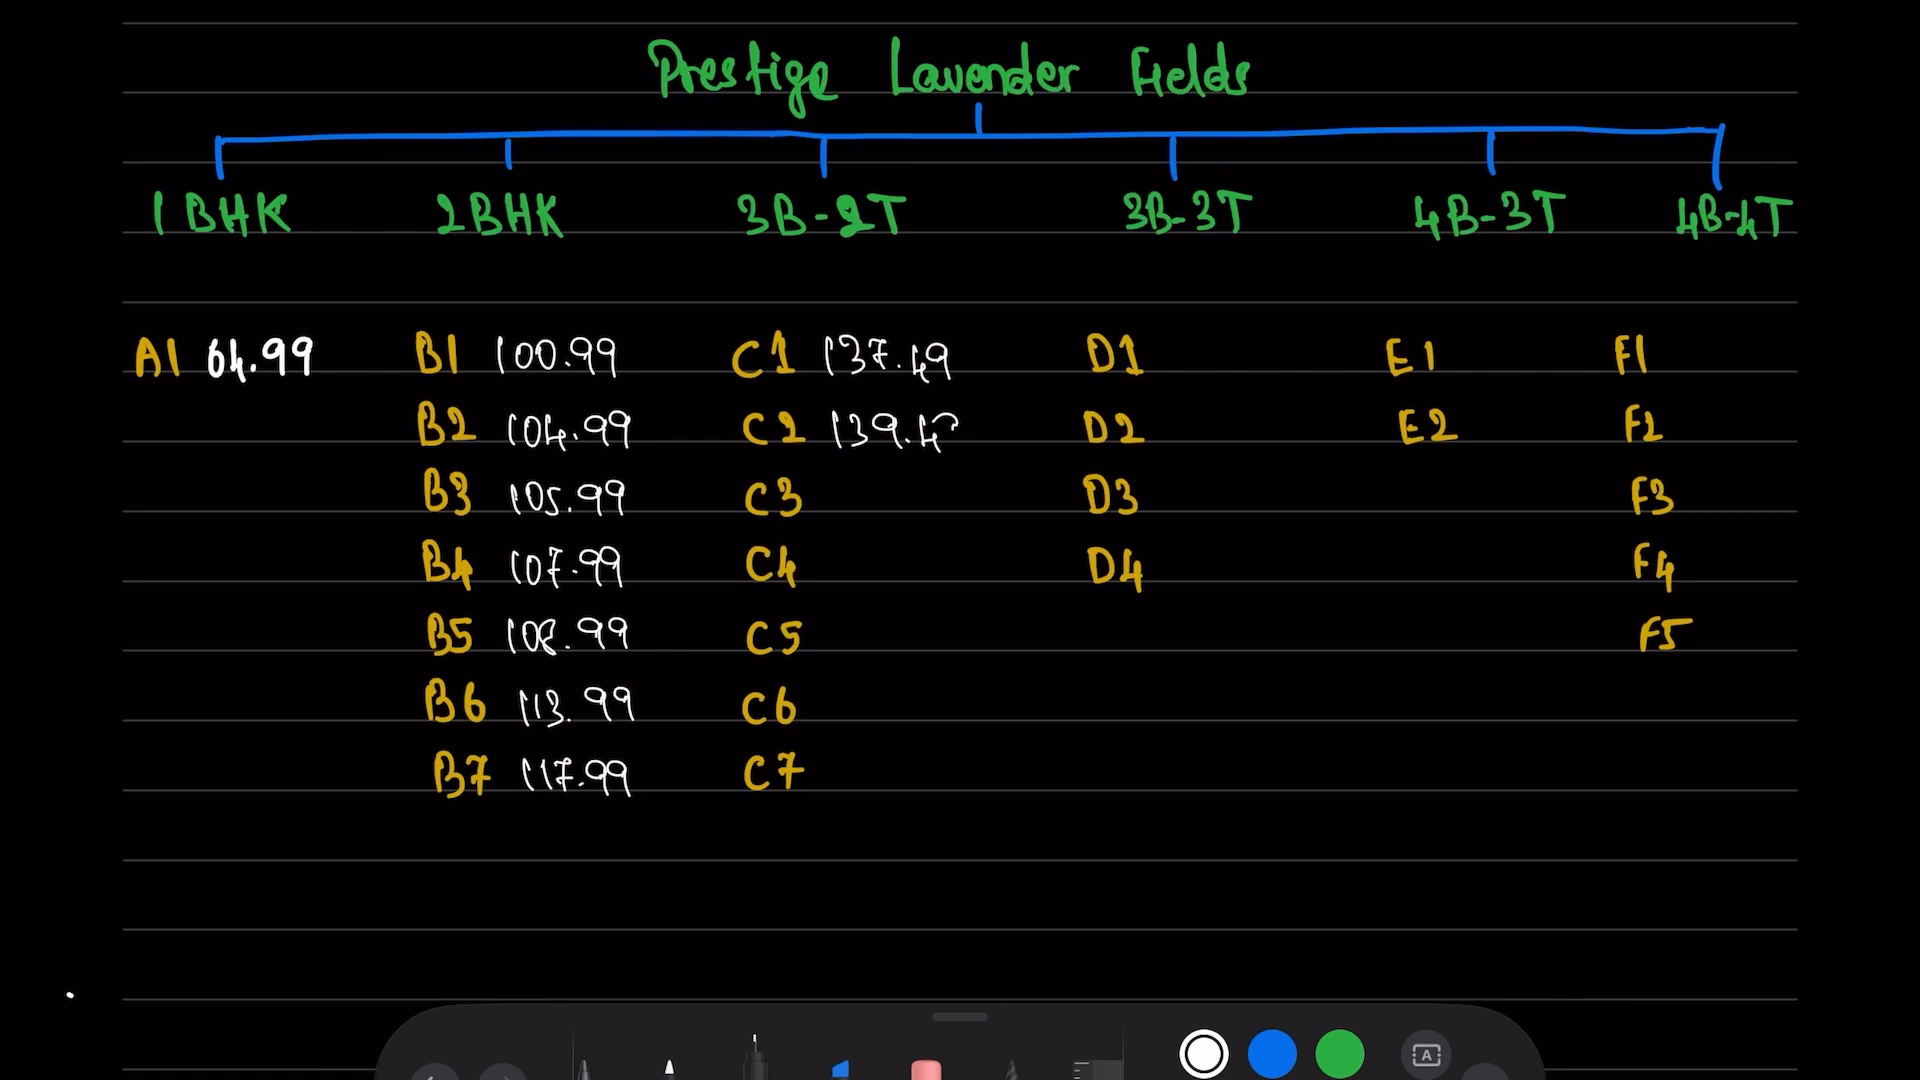 Prestige Lavender Fields
1 BHK 2BHK 3B-2T 3B-3T 4B-3T 4B-4T
A1 64.99 B1 100.99 C1 137.49 D1 E1 F1
B2 104.99 C2 D2 E2 F2
B3 105.99 C3 D3 F3
B4 107.99 C4 D4 F4
B5 108.99 C5 F5
B6 113.99 C6
B7 117.99 C7
A